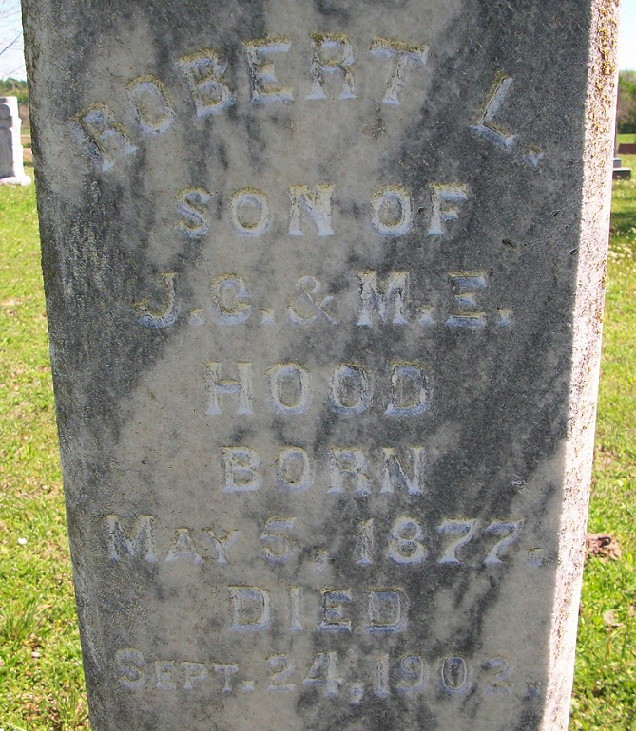 ROBERT L.
SON OF
J.C. & M.E.
HOOD
BORN
MAY 5, 1877.
DIED
SEPT. 24, 1902.